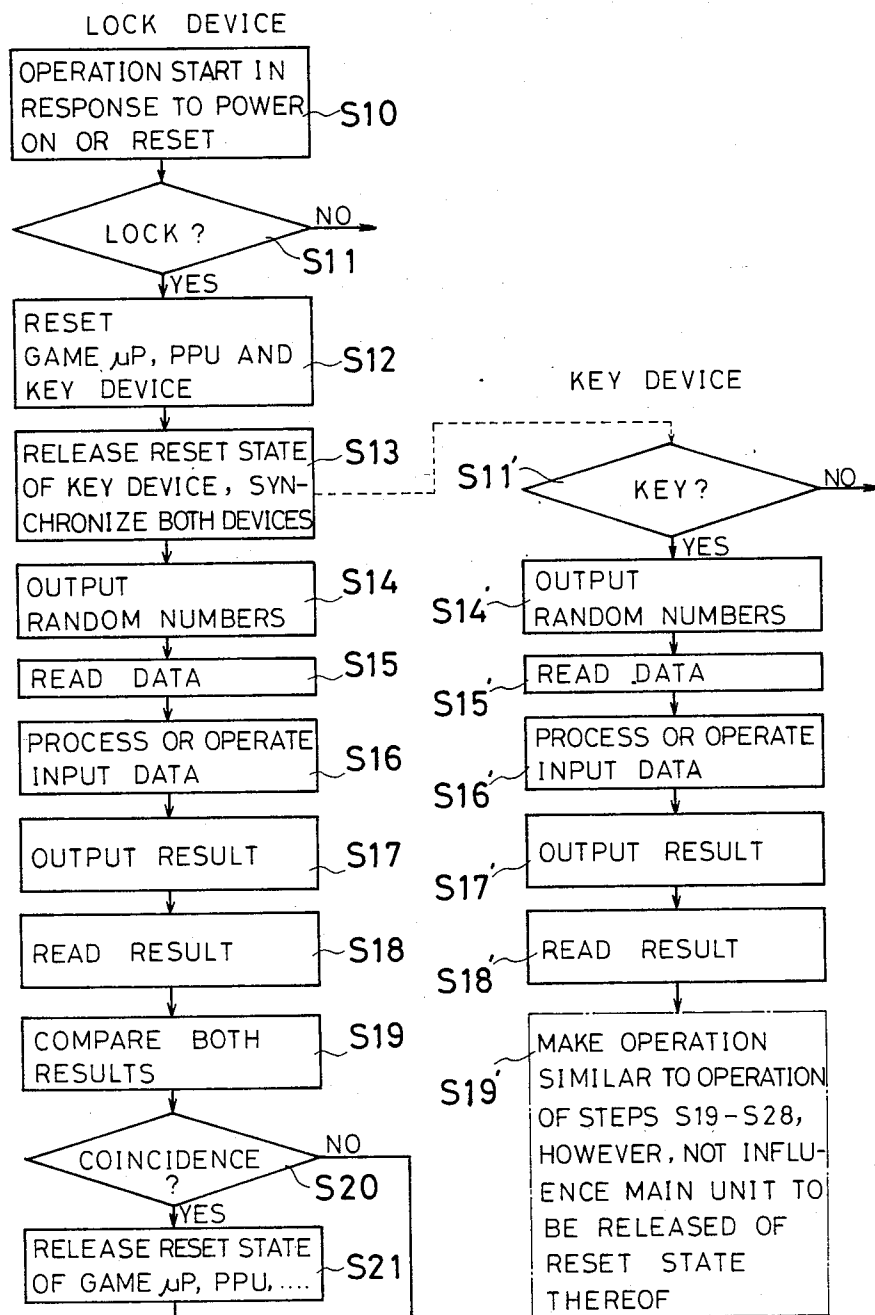 LOCK DEVICE
OPERATION START IN
RESPONSE TO POWER
ON OR RESET
S10
LOCK?
NO
S11
YES
RESET
GAME μP, PPU AND
KEY DEVICE
S12
RELEASE RESET STATE
OF KEY DEVICE, SYN-
CHRONIZE BOTH DEVICES
S13
OUTPUT
RANDOM NUMBERS
S14
READ DATA
S15
PROCESS OR OPERATE
INPUT DATA
S16
OUTPUT RESULT
S17
READ RESULT
S18
COMPARE BOTH
RESULTS
S19
COINCIDENCE
?
NO
S20
YES
RELEASE RESET STATE
OF GAME μP, PPU,....
S21
KEY DEVICE
S11'
KEY?
NO
YES
OUTPUT
RANDOM NUMBERS
S14'
READ DATA
S15'
PROCESS OR OPERATE
INPUT DATA
S16'
OUTPUT RESULT
S17'
READ RESULT
S18'
MAKE OPERATION
SIMILAR TO OPERATION
OF STEPS S19-S28,
HOWEVER, NOT INFLU-
ENCE MAIN UNIT TO
BE RELEASED OF
RESET STATE
THEREOF
S19'